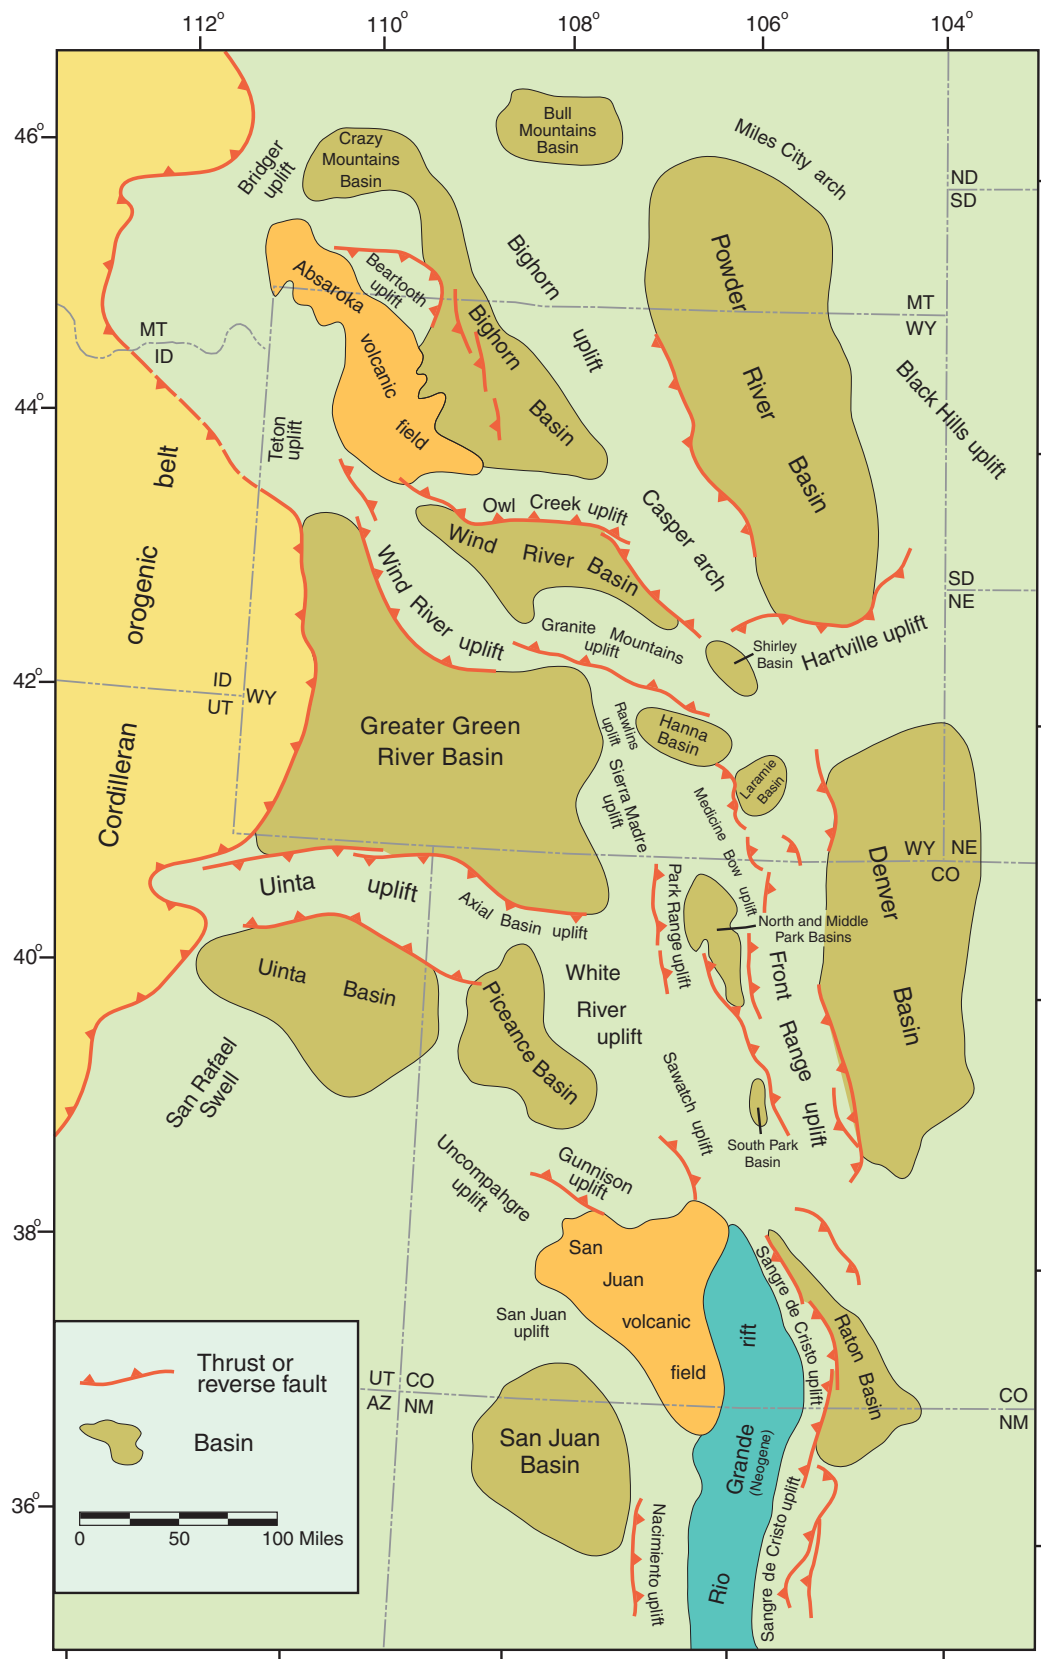 112°
110°
108°
106°
104°
46°
44°
42°
40°
38°
36°
Bull
Mountains
Basin
Crazy
Mountains
Basin
Miles City arch
Bridger
uplift
ND
SD
Bighorn
uplift
Powder
River
Basin
Absaroka
volcanic
field
Beartooth
uplift
Bighorn
Basin
MT
WY
MT
ID
Black Hills uplift
Teton
uplift
Cordilleran
orogenic
belt
Owl Creek uplift
Casper arch
Wind River Basin
Wind River uplift
SD
NE
Granite Mountains
uplift
Shirley
Basin
Hartville uplift
ID
WY
UT
Greater Green
River Basin
Rawlins
uplift
Hanna
Basin
Laramie
Basin
Sierra Madre
uplift
Medicine Bow uplift
WY NE
CO
Denver
Basin
Uinta uplift
Axial Basin uplift
Park Range uplift
North and Middle
Park Basins
Uinta Basin
Piceance Basin
White
River
uplift
Front
Range
uplift
San Rafael
Swell
Sawatch uplift
South Park
Basin
Uncompahgre
uplift
Gunnison
uplift
San
Juan
volcanic
field
San Juan
uplift
Sangre de Cristo uplift
Raton Basin
rift
Grande
(Neogene)
Rio
UT CO
AZ NM
CO
NM
San Juan
Basin
Nacimiento uplift
Sangre de Cristo uplift
Thrust or
reverse fault
Basin
0 50 100 Miles